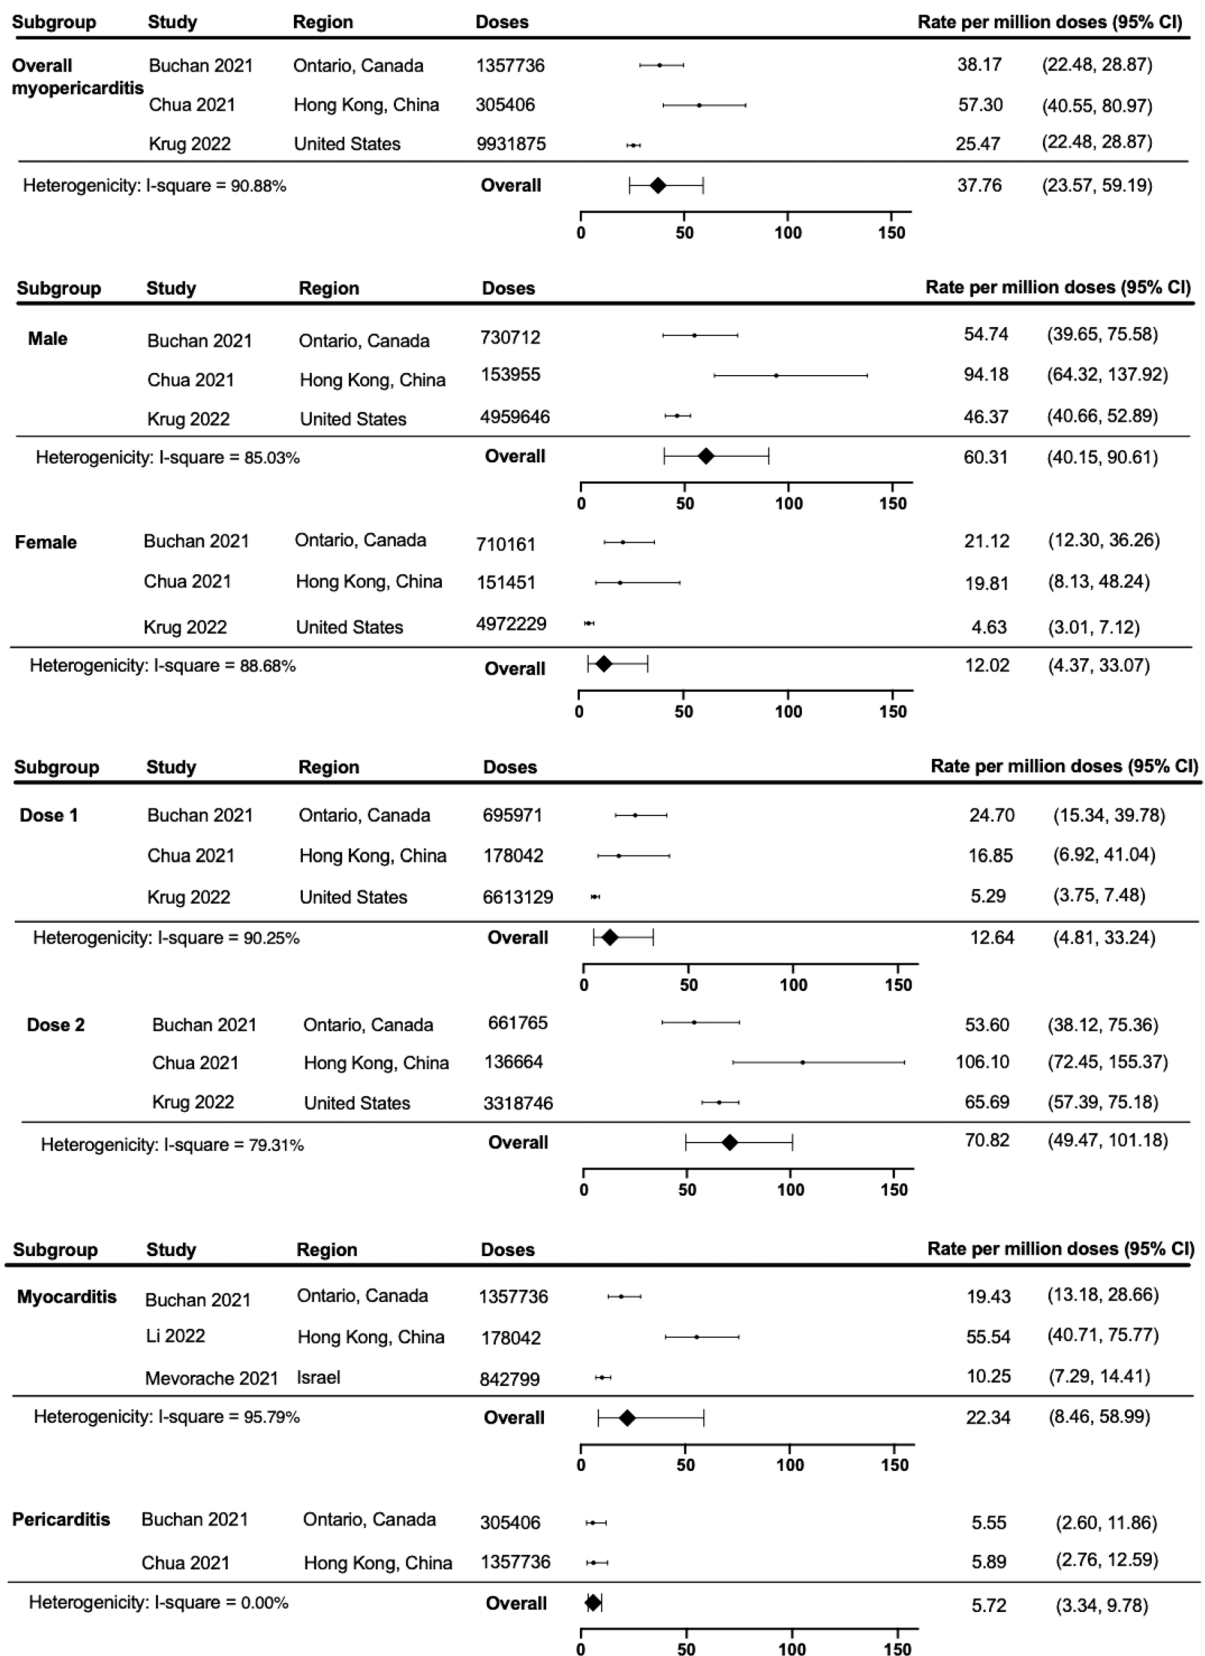 Subgroup Study Region Doses Rate per million doses (95% CI)
Overall myopericarditis Buchan 2021 Ontario, Canada 1357736 38.17 (22.48, 28.87)
Chua 2021 Hong Kong, China 305406 57.30 (40.55, 80.97)
Krug 2022 United States 9931875 25.47 (22.48, 28.87)
Heterogenicity: I-square = 90.88% Overall 37.76 (23.57, 59.19)
0 50 100 150
Subgroup Study Region Doses Rate per million doses (95% CI)
Male Buchan 2021 Ontario, Canada 730712 54.74 (39.65, 75.58)
Chua 2021 Hong Kong, China 153955 94.18 (64.32, 137.92)
Krug 2022 United States 4959646 46.37 (40.66, 52.89)
Heterogenicity: I-square = 85.03% Overall 60.31 (40.15, 90.61)
0 50 100 150
Female Buchan 2021 Ontario, Canada 710161 21.12 (12.30, 36.26)
Chua 2021 Hong Kong, China 151451 19.81 (8.13, 48.24)
Krug 2022 United States 4972229 4.63 (3.01, 7.12)
Heterogenicity: I-square = 88.68% Overall 12.02 (4.37, 33.07)
0 50 100 150
Subgroup Study Region Doses Rate per million doses (95% CI)
Dose 1 Buchan 2021 Ontario, Canada 695971 24.70 (15.34, 39.78)
Chua 2021 Hong Kong, China 178042 16.85 (6.92, 41.04)
Krug 2022 United States 6613129 5.29 (3.75, 7.48)
Heterogenicity: I-square = 90.25% Overall 12.64 (4.81, 33.24)
0 50 100 150
Dose 2 Buchan 2021 Ontario, Canada 661765 53.60 (38.12, 75.36)
Chua 2021 Hong Kong, China 136664 106.10 (72.45, 155.37)
Krug 2022 United States 3318746 65.69 (57.39, 75.18)
Heterogenicity: I-square = 79.31% Overall 70.82 (49.47, 101.18)
0 50 100 150
Subgroup Study Region Doses Rate per million doses (95% CI)
Myocarditis Buchan 2021 Ontario, Canada 1357736 19.43 (13.18, 28.66)
Li 2022 Hong Kong, China 178042 55.54 (40.71, 75.77)
Mevorache 2021 Israel 842799 10.25 (7.29, 14.41)
Heterogenicity: I-square = 95.79% Overall 22.34 (8.46, 58.99)
0 50 100 150
Pericarditis Buchan 2021 Ontario, Canada 305406 5.55 (2.60, 11.86)
Chua 2021 Hong Kong, China 1357736 5.89 (2.76, 12.59)
Heterogenicity: I-square = 0.00% Overall 5.72 (3.34, 9.78)
0 50 100 150